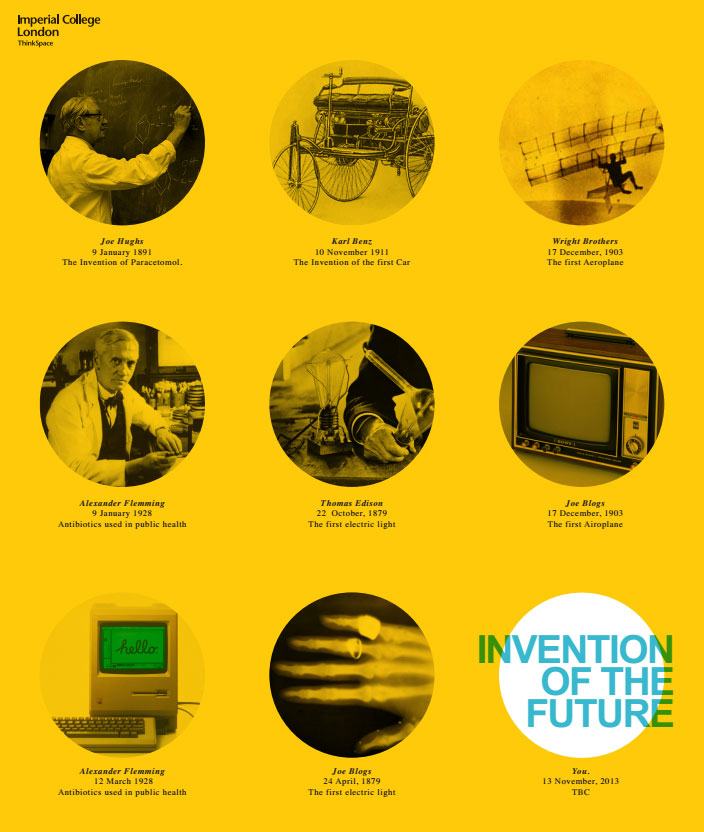 Imperial College
London
ThinkSpace
Joe Hughs
9 January 1891
The Invention of Paracetomol.
Karl Benz
10 November 1911
The Invention of the first Car
Wright Brothers
17 December, 1903
The first Aeroplane
Alexander Flemming
9 January 1928
Antibiotics used in public health
Thomas Edison
22 October, 1879
The first electric light
SONY
Joe Blogs
17 December, 1903
The first Airoplane
hello.
Alexander Flemming
12 March 1928
Antibiotics used in public health
Joe Blogs
24 April, 1879
The first electric light
INVENTION
OF THE
FUTURE
You.
13 November, 2013
TBC